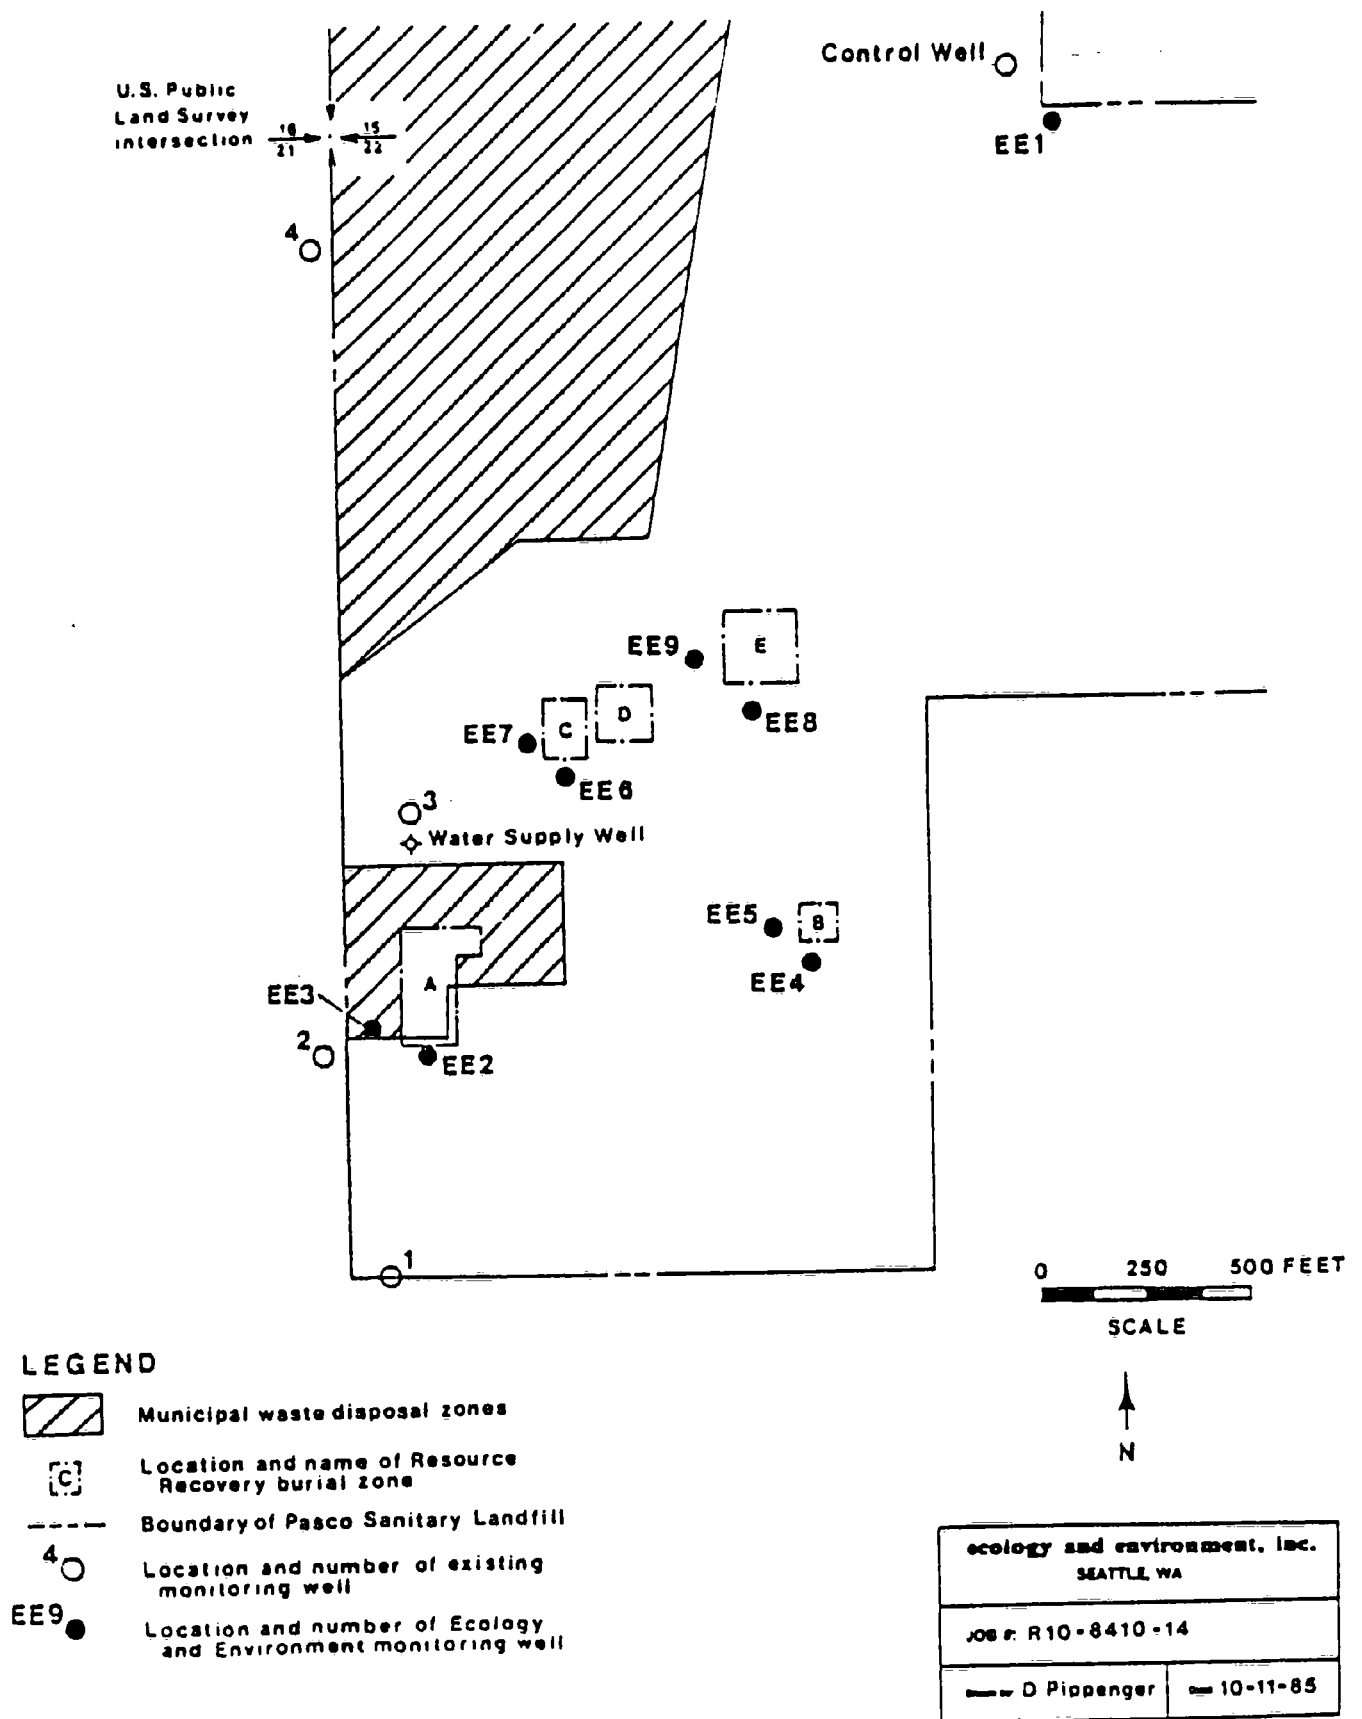 Control Well
U.S. Public
Land Survey
Intersection
16 15
21 22
EE1
4
EE9
E
EE8
D
C
EE7
EE6
3
Water Supply Well
EE5
B
EE4
A
EE3
2
EE2
1
0 250 500 FEET
SCALE
N
LEGEND
Municipal waste disposal zones
C
Location and name of Resource
Recovery burial zone
Boundary of Pasco Sanitary Landfill
4
Location and number of existing
monitoring well
EE9
Location and number of Ecology
and Environment monitoring well
ecology and environment, inc.
SEATTLE, WA
JOB #: R10-8410-14
D Pippenger
10-11-85